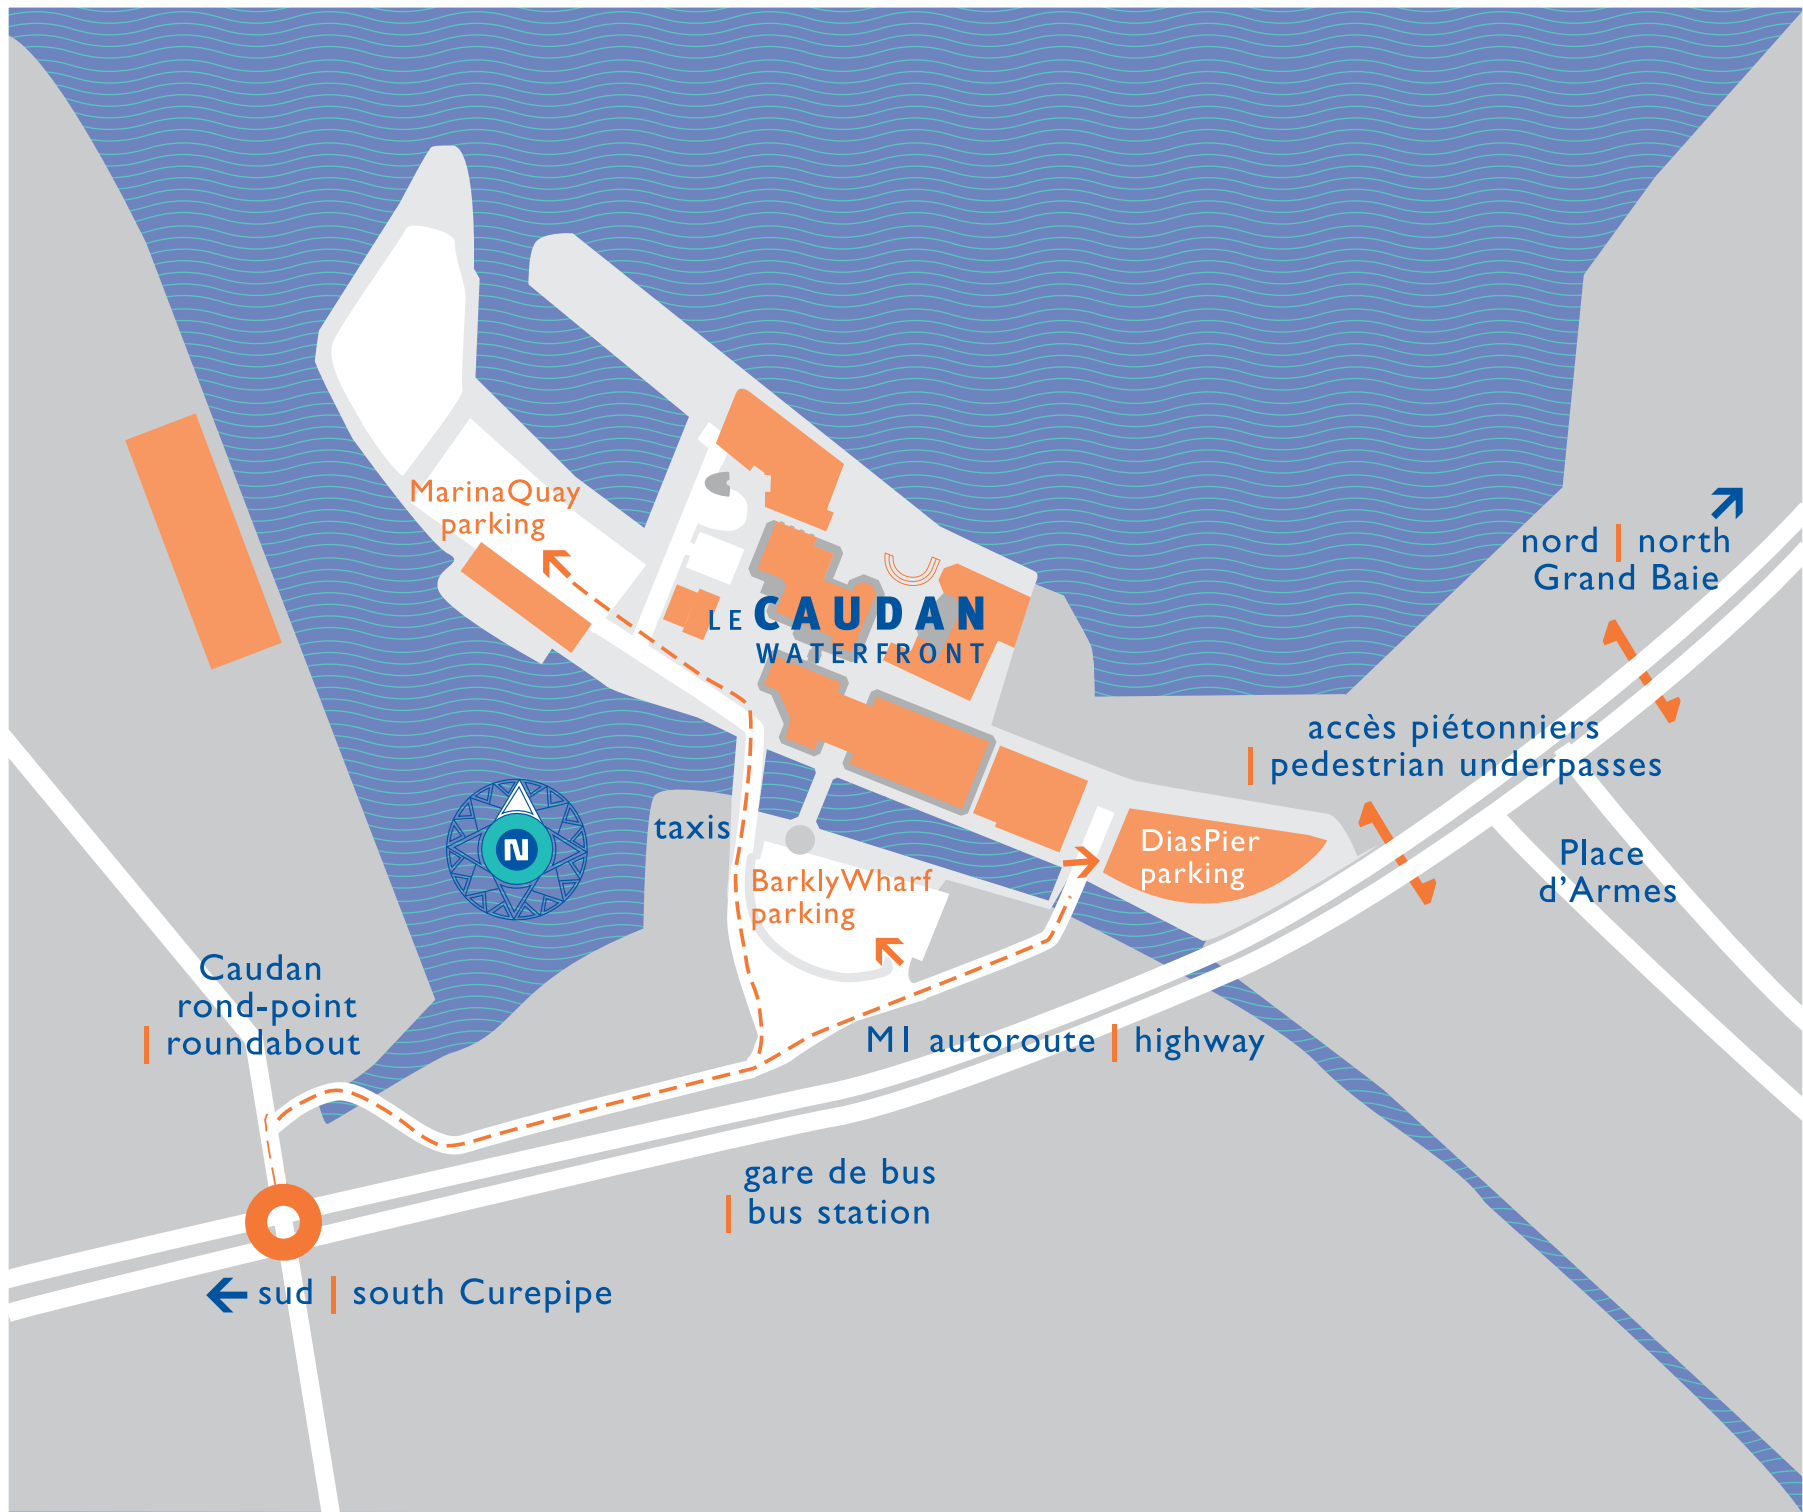 MarinaQuay
parking
nord | north
Grand Baie
LE CAUDAN
WATERFRONT
accès piétonniers
| pedestrian underpasses
taxis
DiasPier
parking
Place
d'Armes
N
BarklyWharf
parking
Caudan
rond-point
| roundabout
M1 autoroute | highway
gare de bus
| bus station
sud | south Curepipe